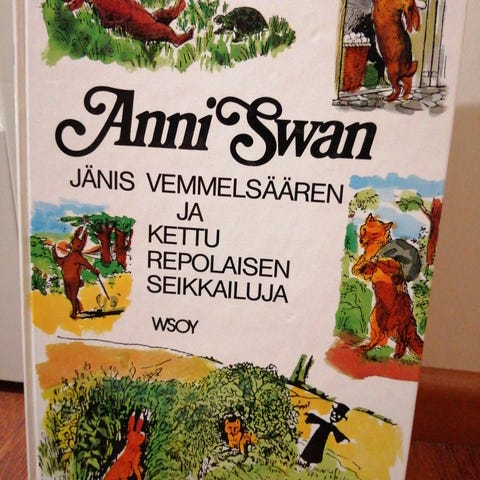 Anni Swan
JÄNIS VEMMELSÄÄREN
JA
KETTU
REPOLAISEN
SEIKKAILUJA
WSOY